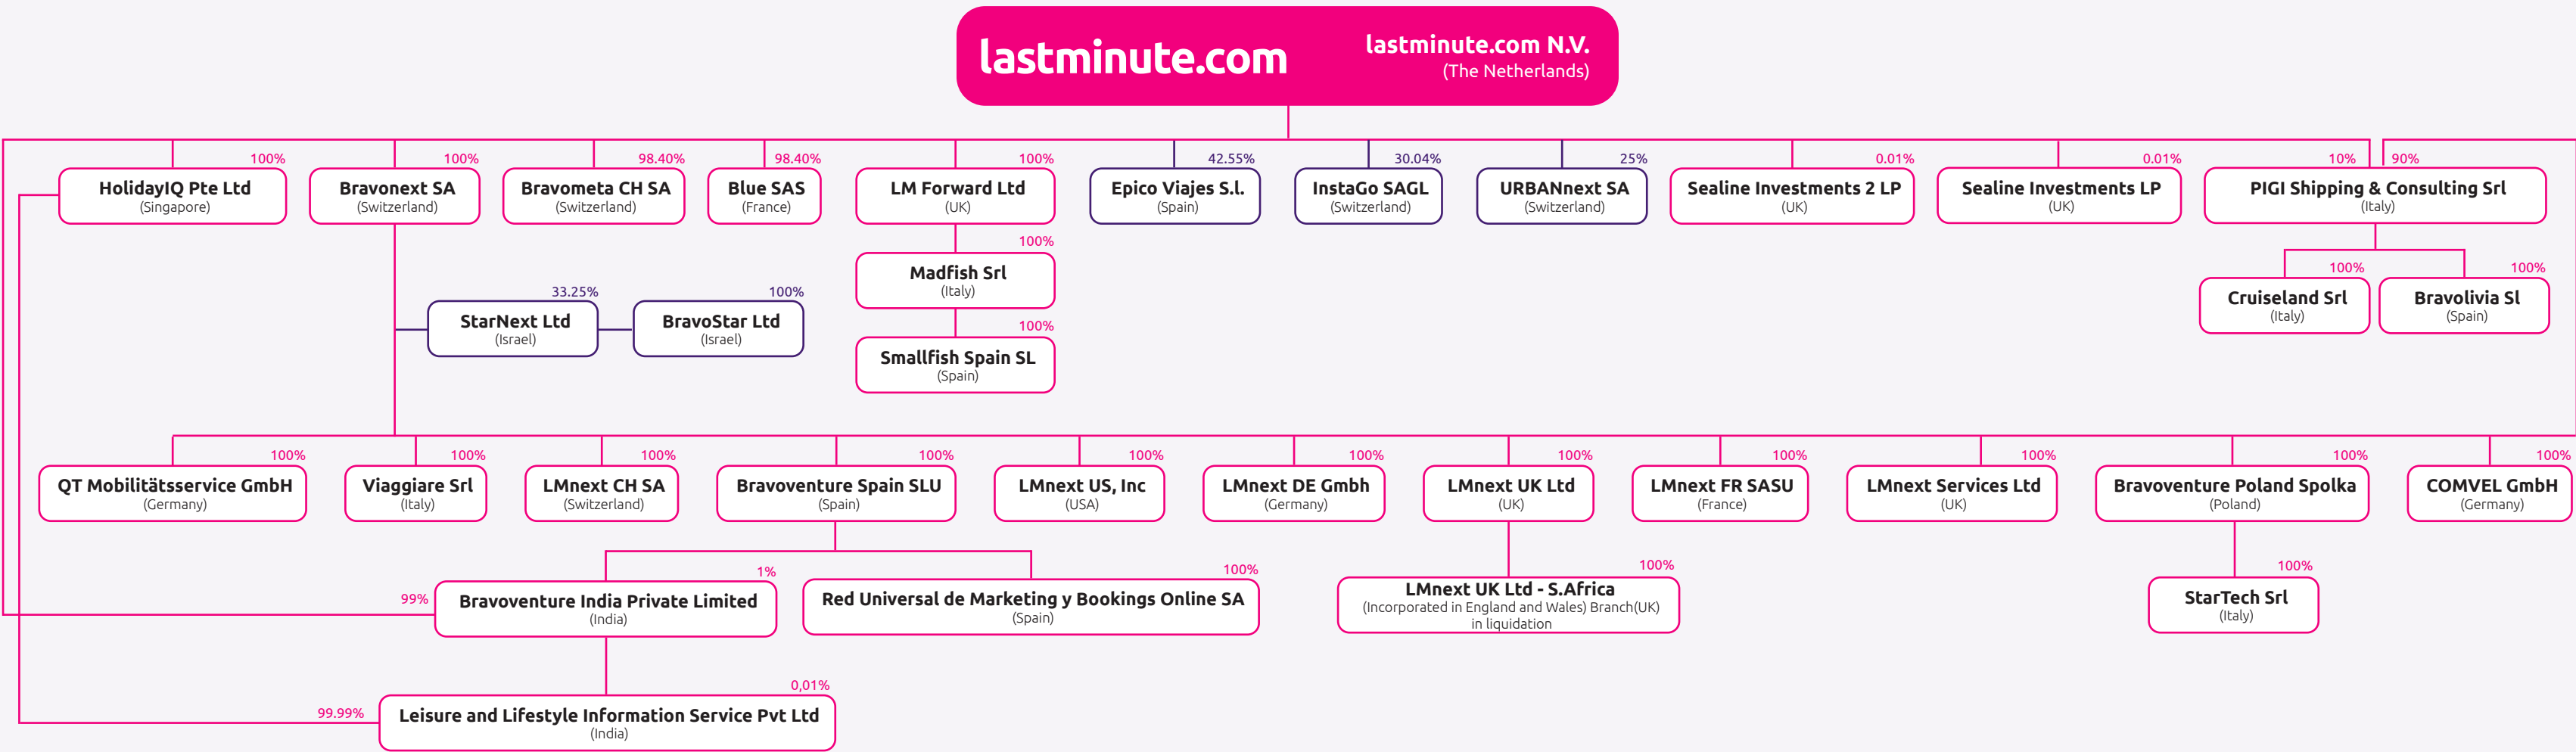 lastminute.com
lastminute.com N.V.
(The Netherlands)
100%
HolidayIQ Pte Ltd
(Singapore)
100%
Bravonext SA
(Switzerland)
98.40%
Bravometa CH SA
(Switzerland)
98.40%
Blue SAS
(France)
100%
LM Forward Ltd
(UK)
42.55%
Epico Viajes S.l.
(Spain)
30.04%
InstaGo SAGL
(Switzerland)
25%
URBANnext SA
(Switzerland)
0.01%
Sealine Investments 2 LP
(UK)
0.01%
Sealine Investments LP
(UK)
10%
90%
PIGI Shipping & Consulting Srl
(Italy)
100%
Madfish Srl
(Italy)
100%
Smallfish Spain SL
(Spain)
33.25%
StarNext Ltd
(Israel)
100%
BravoStar Ltd
(Israel)
100%
Cruiseland Srl
(Italy)
100%
Bravolivia Sl
(Spain)
100%
QT Mobilitätsservice GmbH
(Germany)
100%
Viaggiare Srl
(Italy)
100%
LMnext CH SA
(Switzerland)
100%
Bravoventure Spain SLU
(Spain)
100%
LMnext US, Inc
(USA)
100%
LMnext DE Gmbh
(Germany)
100%
LMnext UK Ltd
(UK)
100%
LMnext FR SASU
(France)
100%
LMnext Services Ltd
(UK)
100%
Bravoventure Poland Spolka
(Poland)
100%
COMVEL GmbH
(Germany)
99%
1%
Bravoventure India Private Limited
(India)
100%
Red Universal de Marketing y Bookings Online SA
(Spain)
100%
LMnext UK Ltd - S.Africa
(Incorporated in England and Wales) Branch(UK)
in liquidation
100%
StarTech Srl
(Italy)
99.99%
0,01%
Leisure and Lifestyle Information Service Pvt Ltd
(India)